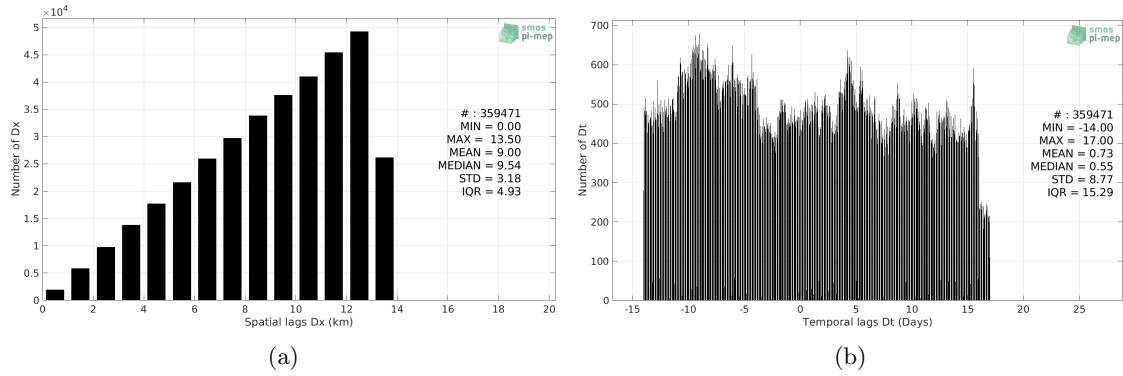 ×10⁴
5
4.5
4
3.5
3
2.5
2
1.5
1
0.5
0
Number of Dx
0 2 4 6 8 10 12 14 16 18 20
Spatial lags Dx (km)
smos
pi-mep
# : 359471
MIN = 0.00
MAX = 13.50
MEAN = 9.00
MEDIAN = 9.54
STD = 3.18
IQR = 4.93
(a)
700
600
500
400
300
200
100
0
Number of Dt
-15 -10 -5 0 5 10 15 20 25
Temporal lags Dt (Days)
smos
pi-mep
# : 359471
MIN = -14.00
MAX = 17.00
MEAN = 0.73
MEDIAN = 0.55
STD = 8.77
IQR = 15.29
(b)